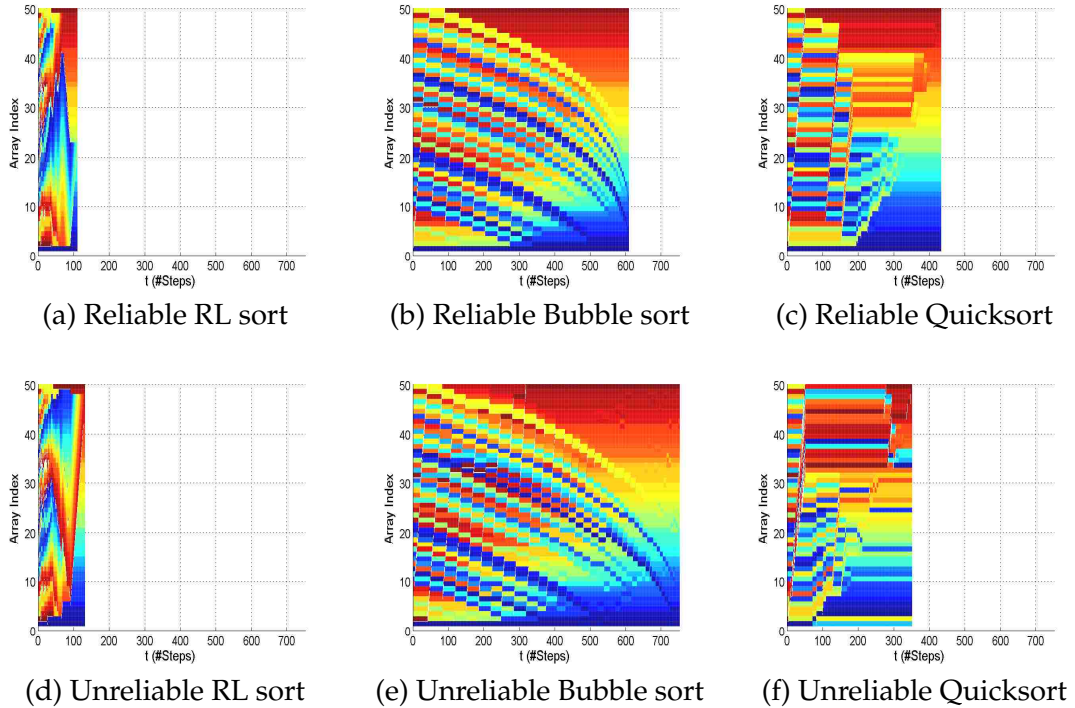 50
40
30
20
10
0
Array Index
0 100 200 300 400 500 600 700
t (#Steps)
(a) Reliable RL sort
50
40
30
20
10
0
Array Index
0 100 200 300 400 500 600 700
t (#Steps)
(b) Reliable Bubble sort
50
40
30
20
10
0
Array Index
0 100 200 300 400 500 600 700
t (#Steps)
(c) Reliable Quicksort
50
40
30
20
10
0
Array Index
0 100 200 300 400 500 600 700
t (#Steps)
(d) Unreliable RL sort
50
40
30
20
10
0
Array Index
0 100 200 300 400 500 600 700
t (#Steps)
(e) Unreliable Bubble sort
50
40
30
20
10
0
Array Index
0 100 200 300 400 500 600 700
t (#Steps)
(f) Unreliable Quicksort